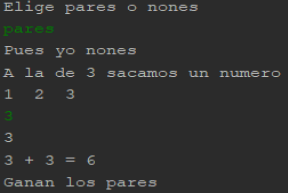 Elige pares o nones
pares
Pues yo nones
A la de 3 sacamos un numero
1  2  3
3
3
3 + 3 = 6
Ganan los pares